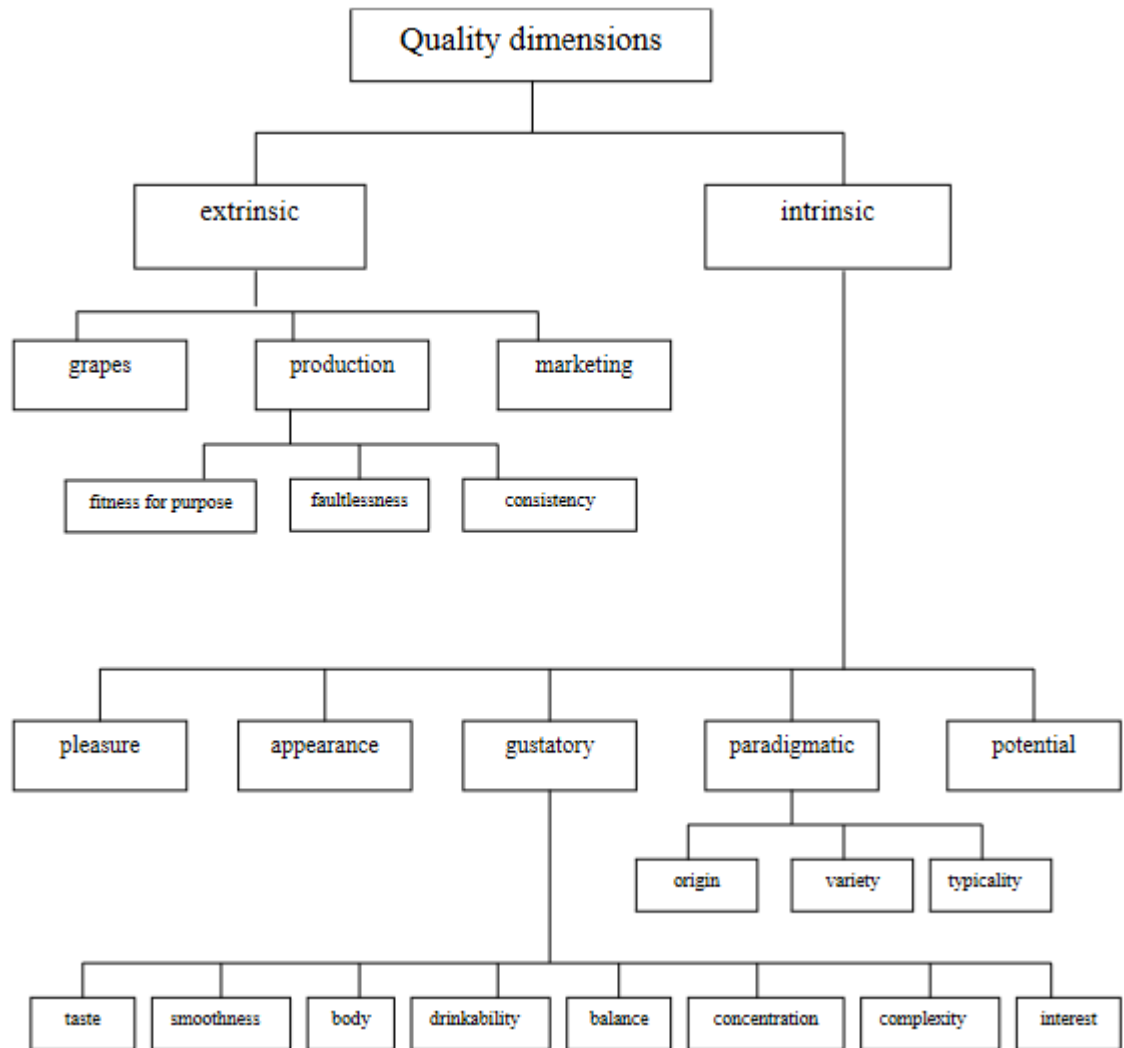 Quality dimensions
extrinsic
intrinsic
grapes
production
marketing
fitness for purpose
faultlessness
consistency
pleasure
appearance
gustatory
paradigmatic
potential
origin
variety
typicality
taste
smoothness
body
drinkability
balance
concentration
complexity
interest